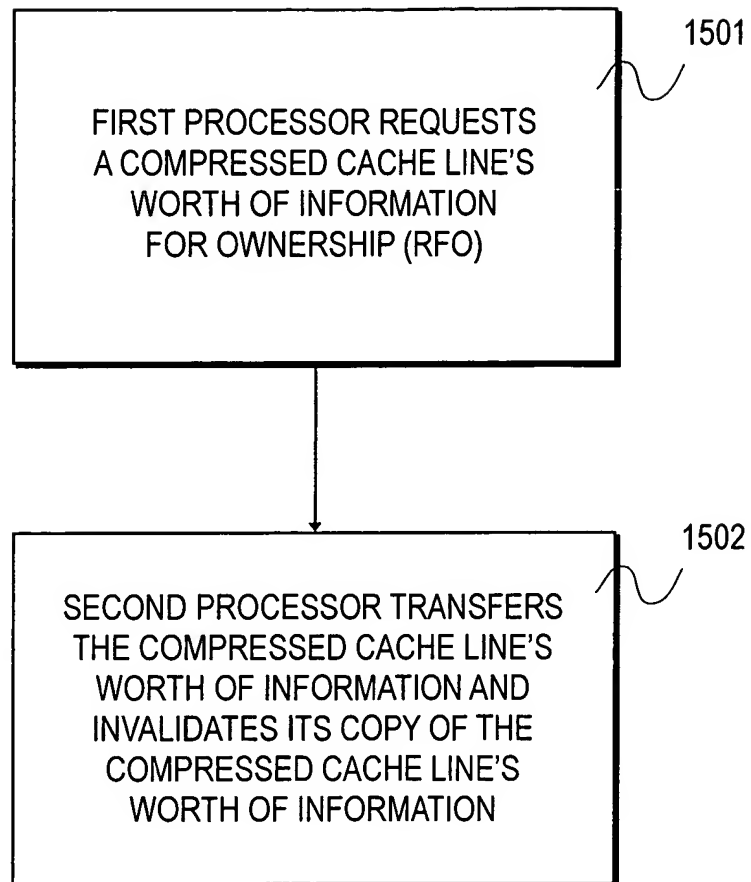 1501
FIRST PROCESSOR REQUESTS
A COMPRESSED CACHE LINE'S
WORTH OF INFORMATION
FOR OWNERSHIP (RFO)
1502
SECOND PROCESSOR TRANSFERS
THE COMPRESSED CACHE LINE'S
WORTH OF INFORMATION AND
INVALIDATES ITS COPY OF THE
COMPRESSED CACHE LINE'S
WORTH OF INFORMATION